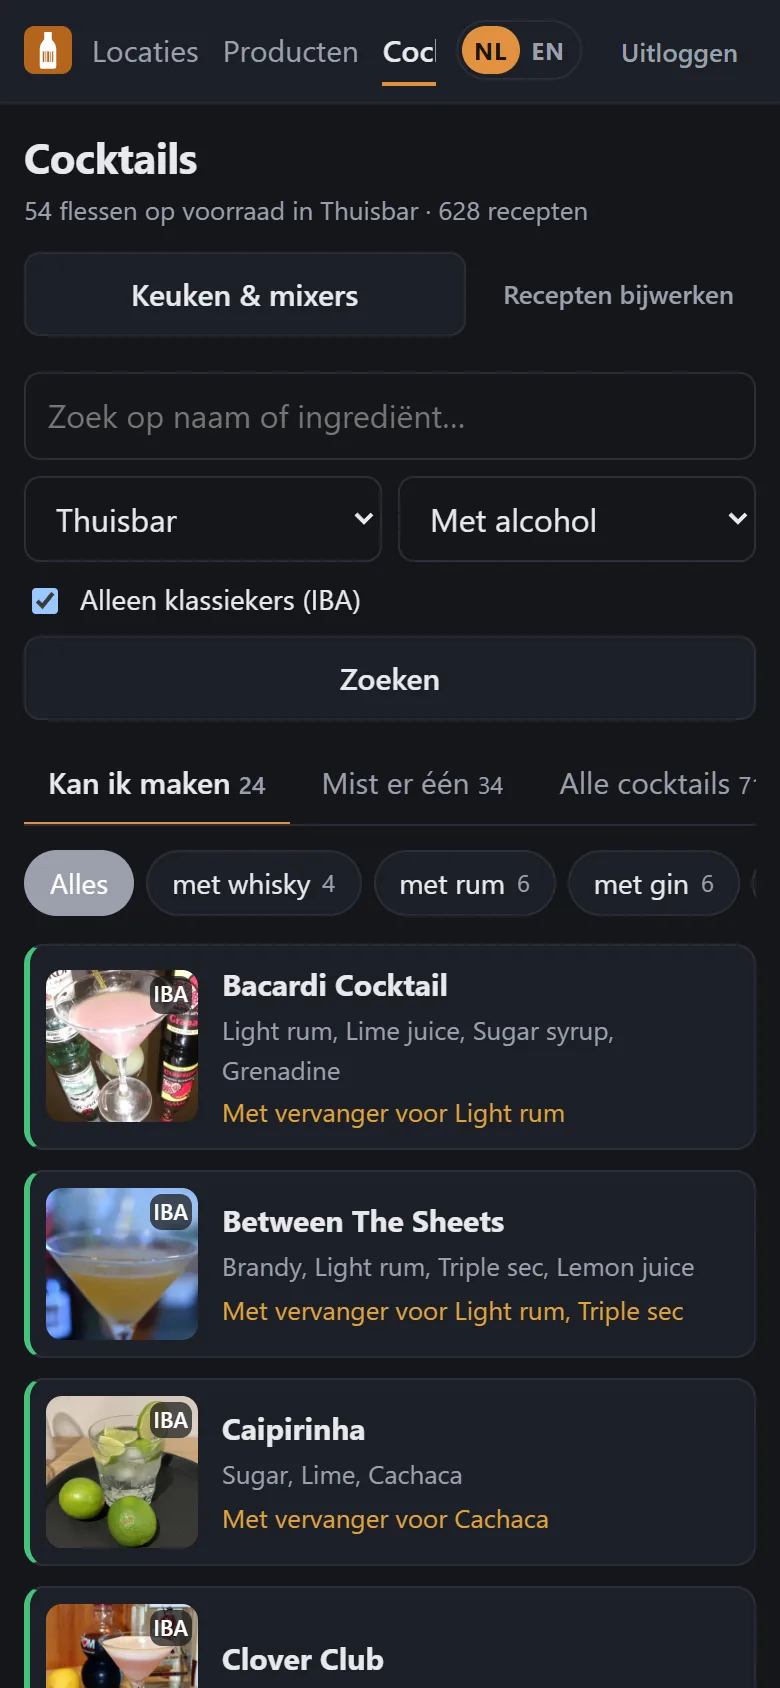 Locaties Producten Coc NL EN Uitloggen
Cocktails
54 flessen op voorraad in Thuisbar · 628 recepten
Keuken & mixers Recepten bijwerken
Zoek op naam of ingrediënt...
Thuisbar Met alcohol
Alleen klassiekers (IBA)
Zoeken
Kan ik maken 24 Mist er één 34 Alle cocktails
Alles met whisky 4 met rum 6 met gin 6
IBA
Bacardi Cocktail
Light rum, Lime juice, Sugar syrup,
Grenadine
Met vervanger voor Light rum
IBA
Between The Sheets
Brandy, Light rum, Triple sec, Lemon juice
Met vervanger voor Light rum, Triple sec
IBA
Caipirinha
Sugar, Lime, Cachaca
Met vervanger voor Cachaca
IBA
Clover Club